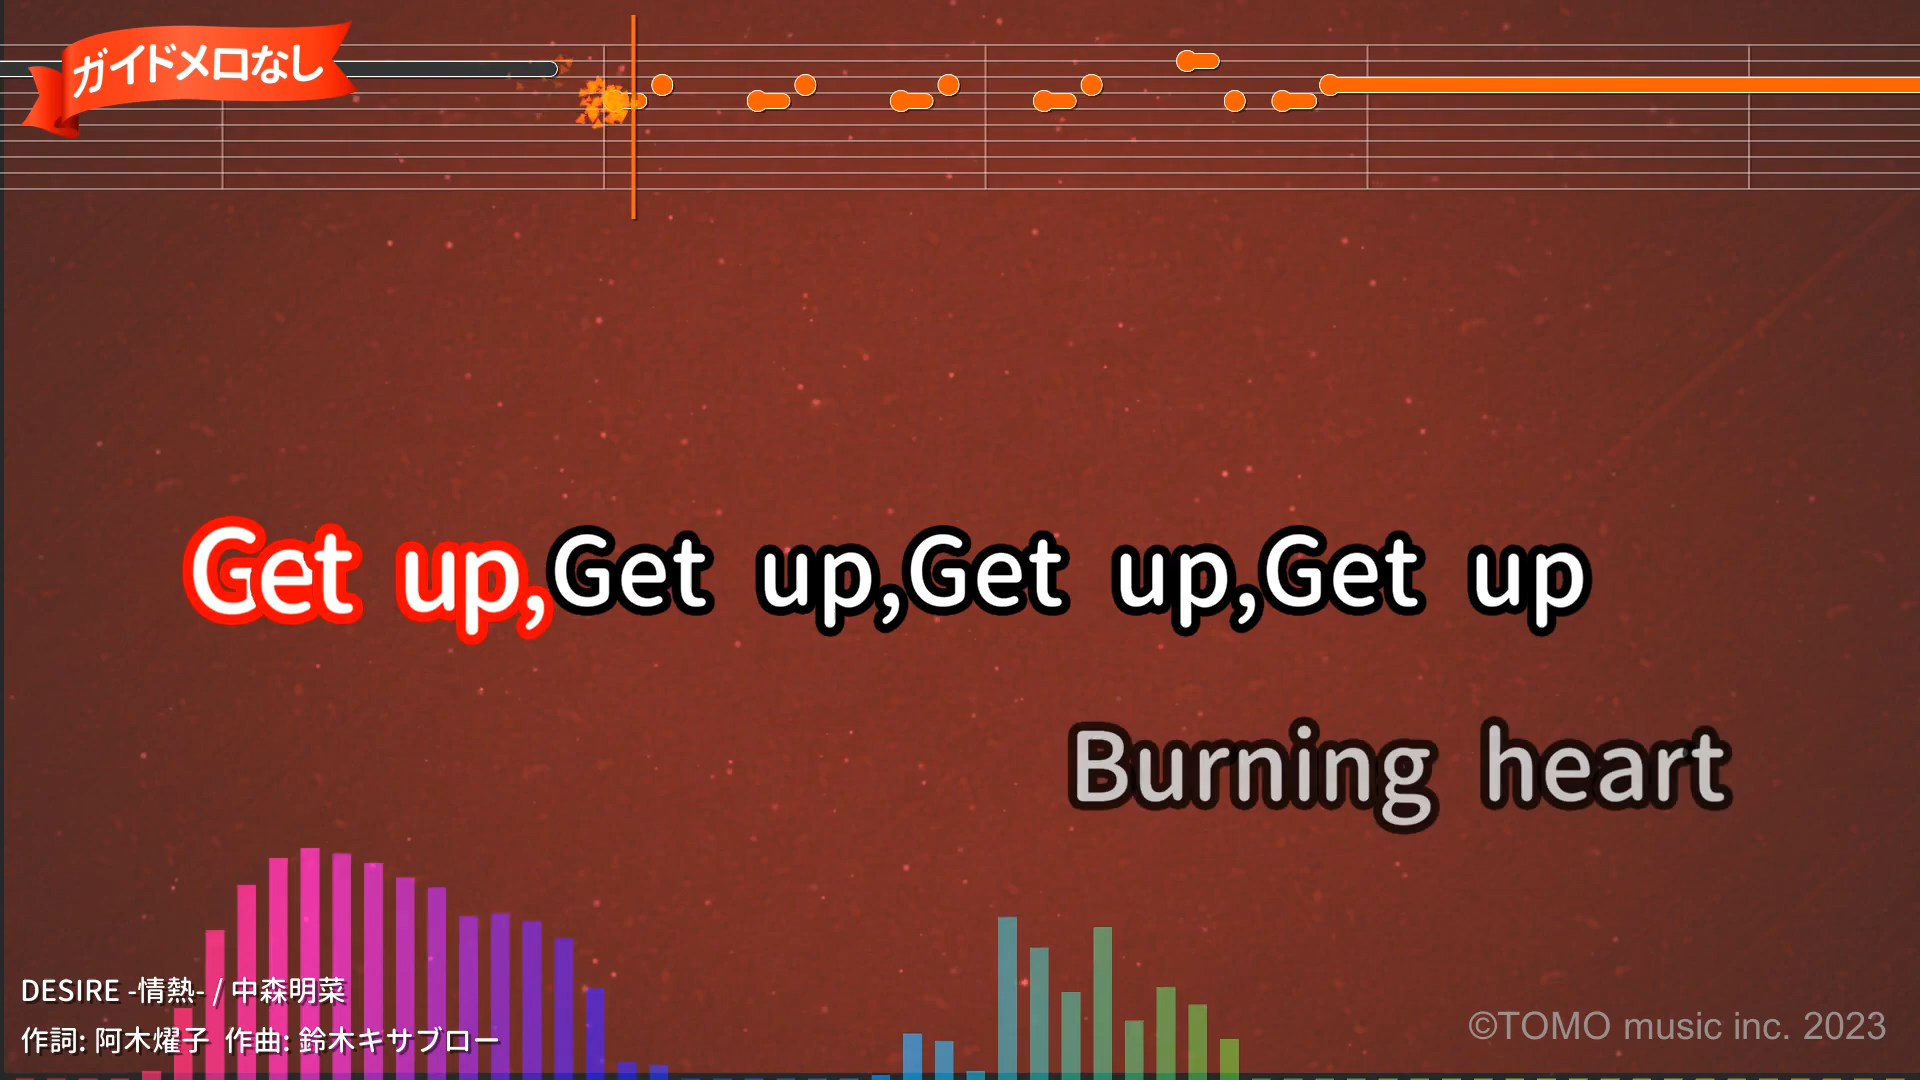 ガイドメロなし
Get up,Get up,Get up,Get up
Burning heart
DESIRE -情熱- / 中森明菜
作詞: 阿木燿子 作曲: 鈴木キサブロー
©TOMO music inc. 2023